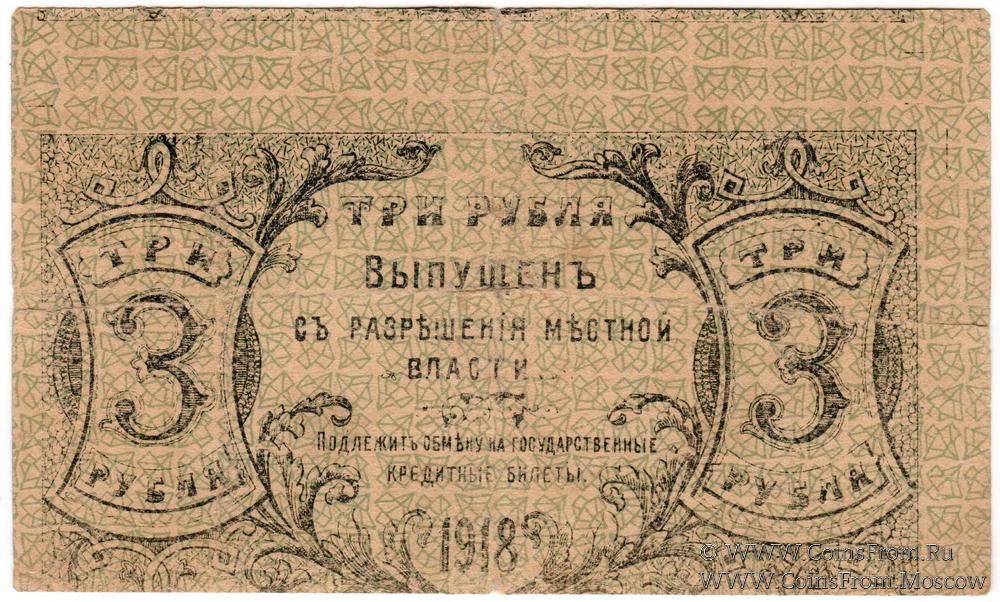 ТРИ РУБЛЯ
ТРИ
3
РУБЛЯ
ВЫПУЩЕНЪ
СЪ РАЗРѢШЕНІЯ МѢСТНОЙ
ВЛАСТИ
ПОДЛЕЖИТЪ ОБМѢНУ НА ГОСУДАРСТВЕННЫЕ
КРЕДИТНЫЕ БИЛЕТЫ.
1918
ТРИ
3
РУБЛЯ
© WWW.CoinsFrom.Ru
WWW.CoinsFrom.Moscow